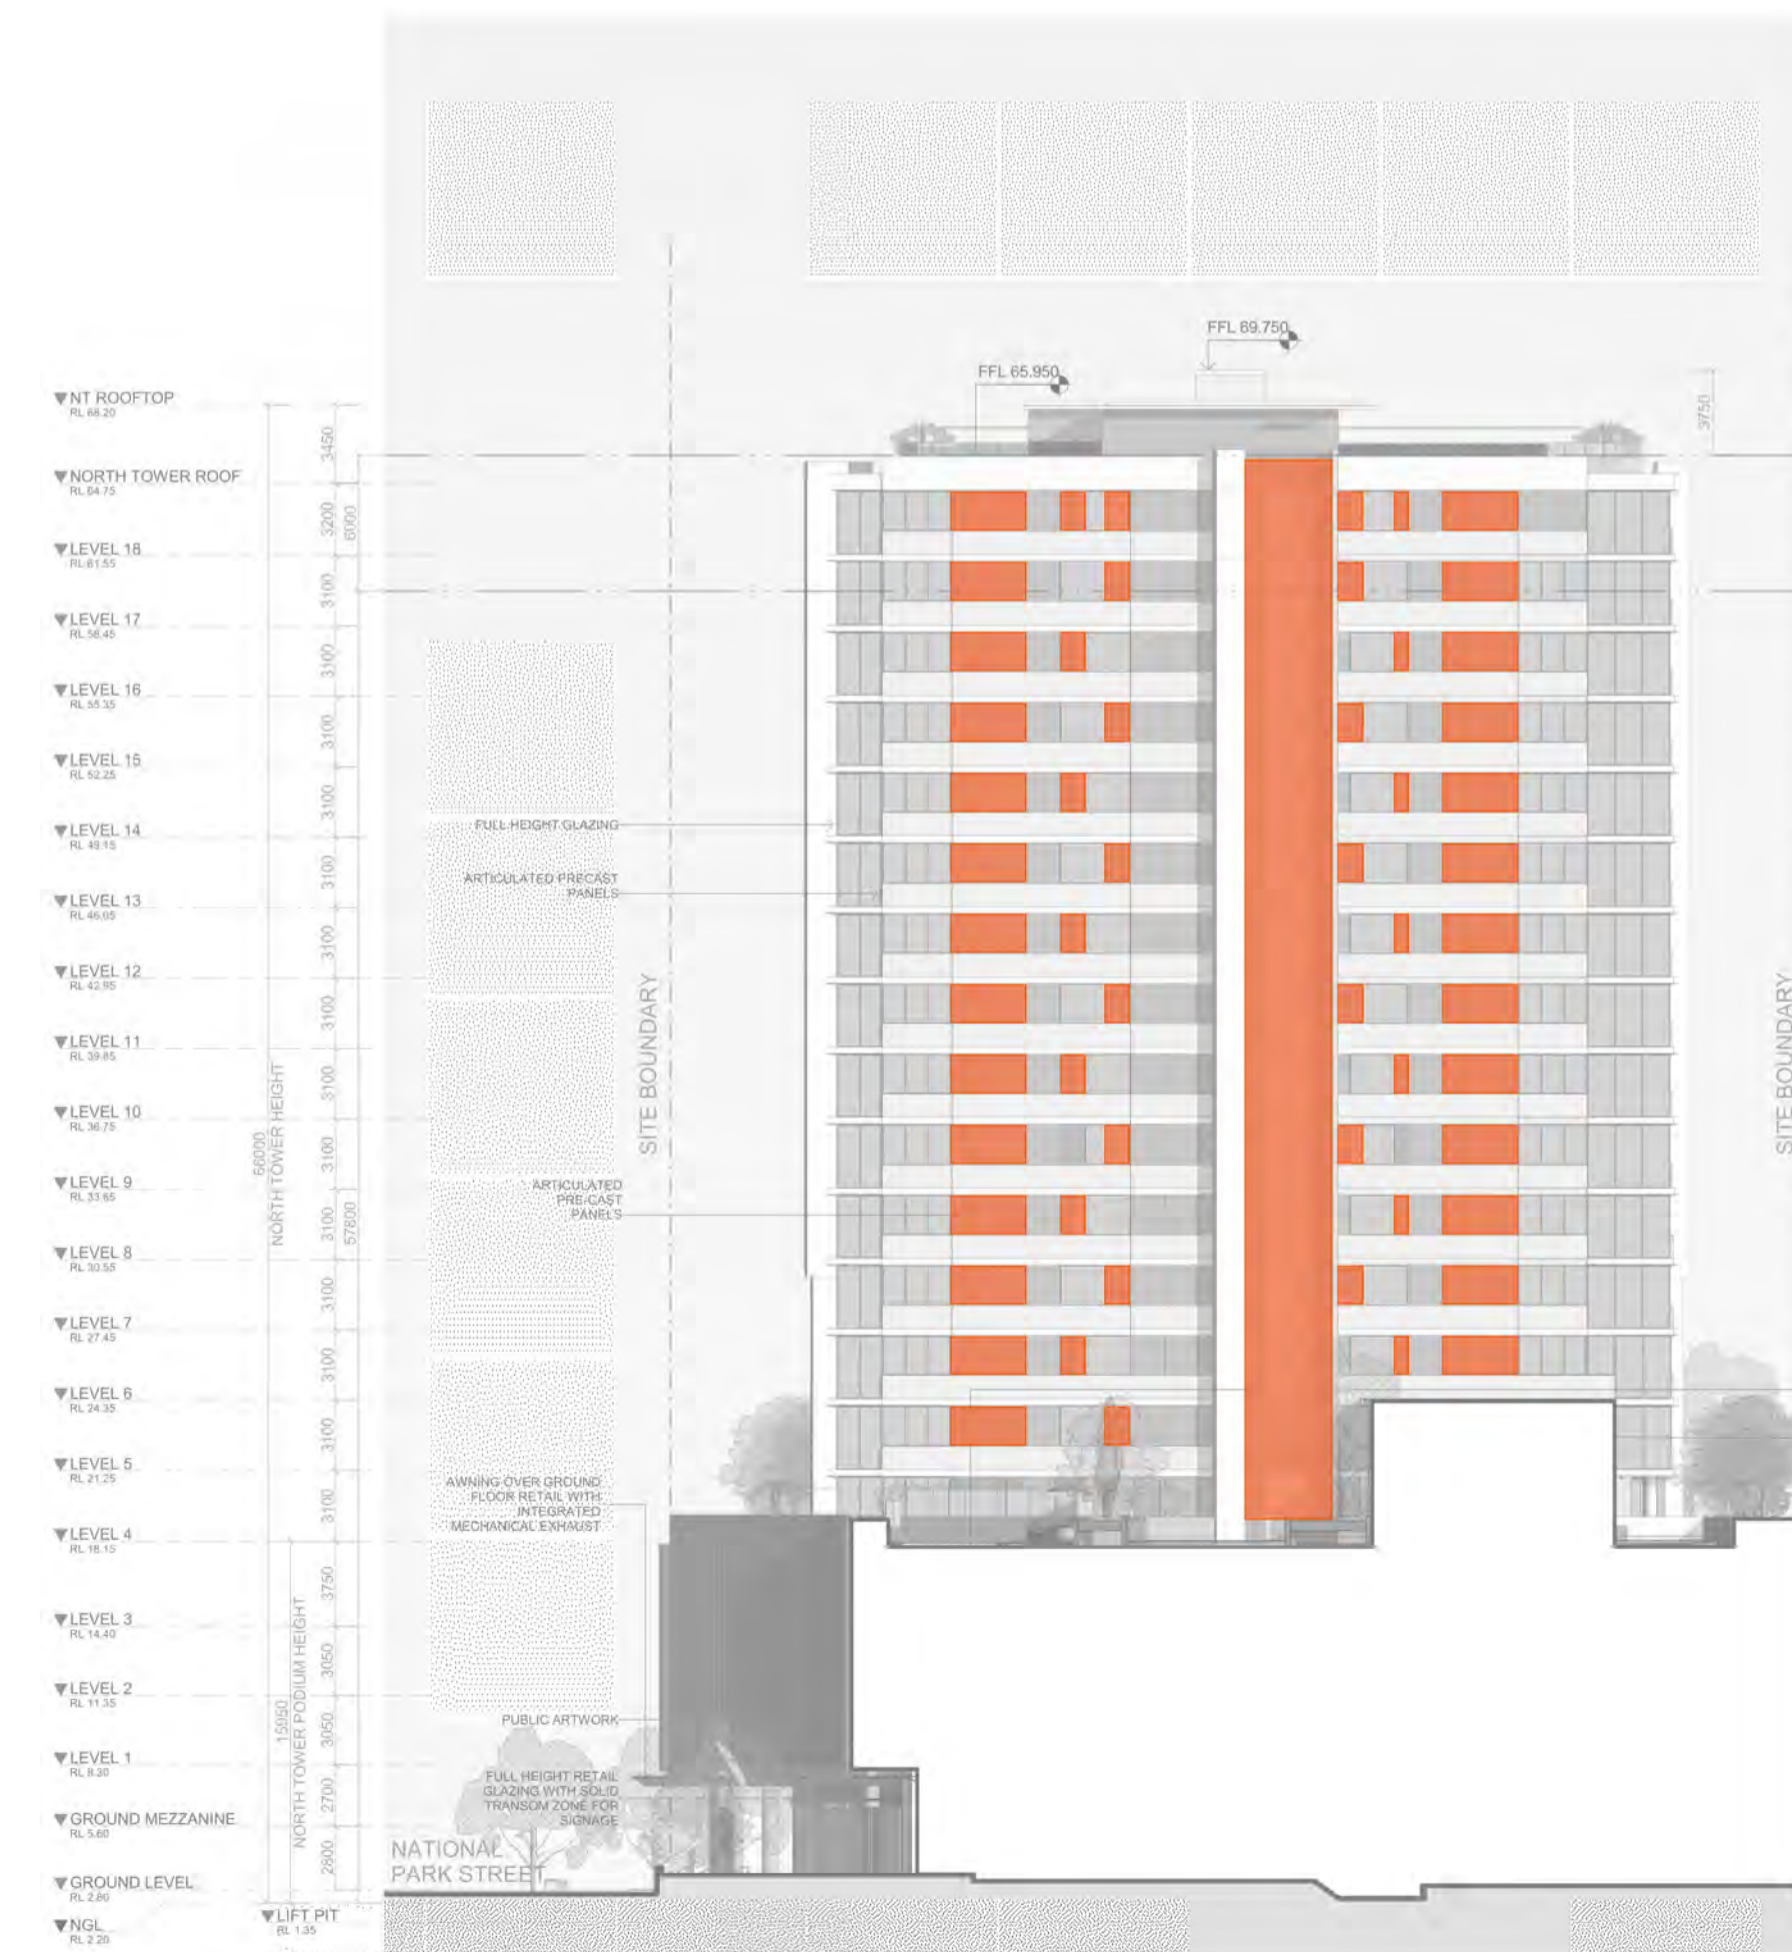 FFL 69.750
FFL 65.950
NT ROOFTOP
RL 68.20
NORTH TOWER ROOF
RL 64.75
LEVEL 18
RL 61.55
LEVEL 17
RL 58.45
LEVEL 16
RL 55.35
LEVEL 15
RL 52.25
LEVEL 14
RL 49.15
LEVEL 13
RL 46.05
LEVEL 12
RL 42.95
LEVEL 11
RL 39.85
LEVEL 10
RL 36.75
LEVEL 9
RL 33.65
LEVEL 8
RL 30.55
LEVEL 7
RL 27.45
LEVEL 6
RL 24.35
LEVEL 5
RL 21.25
LEVEL 4
RL 18.15
LEVEL 3
RL 14.40
LEVEL 2
RL 11.35
LEVEL 1
RL 8.30
GROUND MEZZANINE
RL 5.60
GROUND LEVEL
RL 2.80
NGL
RL 2.20
LIFT PIT
RL 1.35
66000
NORTH TOWER HEIGHT
15950
NORTH TOWER PODIUM HEIGHT
3450
3200
3100
3100
3100
3100
3100
3100
3100
3100
3100
3100
3100
3100
3100
3100
3750
3050
3050
2700
2800
6000
57800
3750
FULL HEIGHT GLAZING
ARTICULATED PRECAST
PANELS
SITE BOUNDARY
ARTICULATED
PRE-CAST
PANELS
AWNING OVER GROUND
FLOOR RETAIL WITH
INTEGRATED
MECHANICAL EXHAUST
PUBLIC ARTWORK
FULL HEIGHT RETAIL
GLAZING WITH SOLID
TRANSOM ZONE FOR
SIGNAGE
NATIONAL
PARK STREET
SITE BOUNDARY